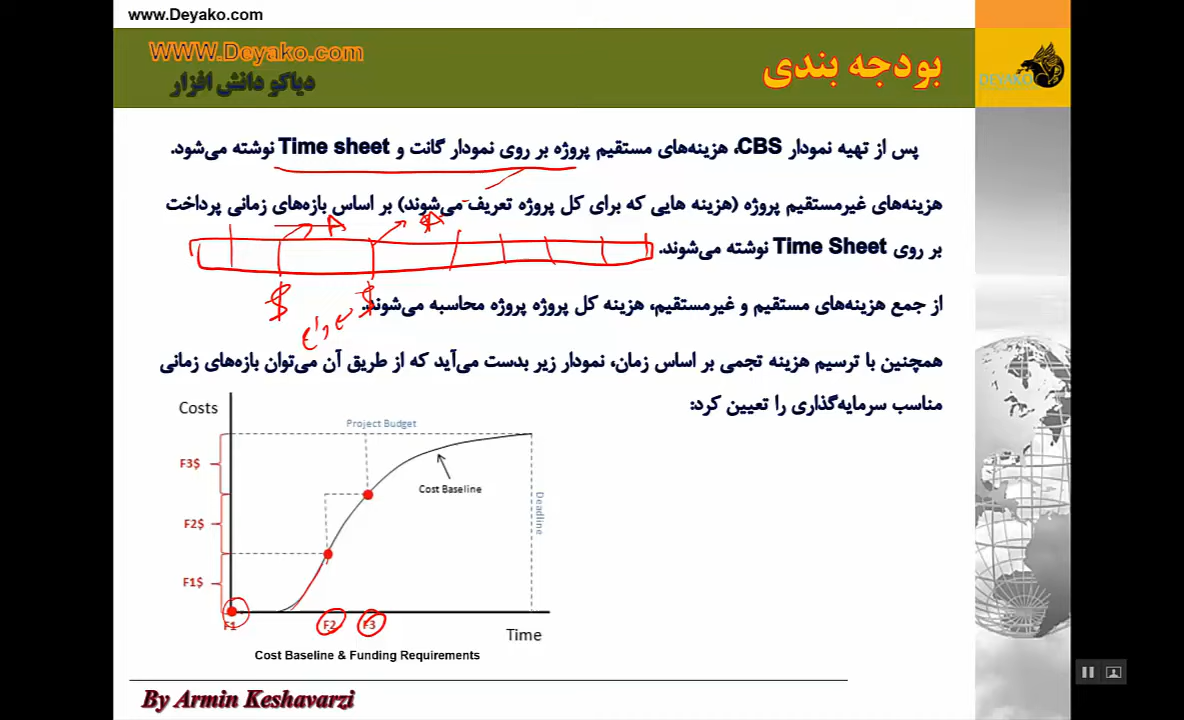 www.Deyako.com
WWW.Deyako.com
دیاکو دانش افزار
بودجه بندی
DEYAKO
پس از تهیه نمودار CBS، هزینه‌های مستقیم پروژه بر روی نمودار گانت و Time sheet نوشته می‌شود.
هزینه‌های غیرمستقیم پروژه (هزینه هایی که برای کل پروژه تعریف می‌شوند) بر اساس بازه‌های زمانی پرداخت
بر روی Time Sheet نوشته می‌شوند.
A
A
$
$
از جمع هزینه‌های مستقیم و غیرمستقیم، هزینه کل پروژه پروژه محاسبه می‌شوند.
همچنین با ترسیم هزینه تجمی بر اساس زمان، نمودار زیر بدست می‌آید که از طریق آن می‌توان بازه‌های زمانی
مناسب سرمایه‌گذاری را تعیین کرد:
Costs
Project Budget
F3$
Cost Baseline
F2$
Deadline
F1$
F1
F2
F3
Time
Cost Baseline & Funding Requirements
By Armin Keshavarzi